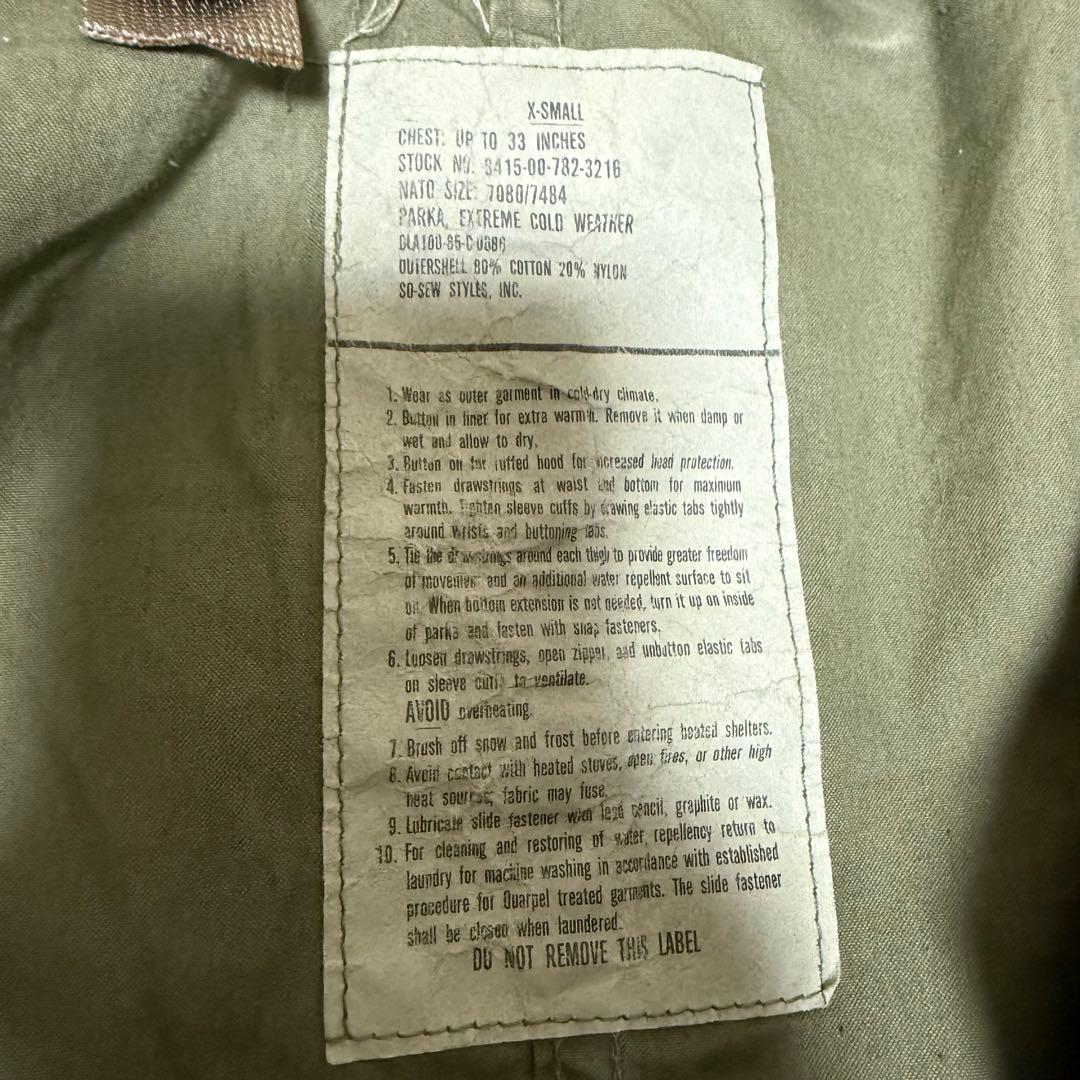 X-SMALL
CHEST: UP TO 33 INCHES
STOCK NO. 8415-00-782-3216
NATO SIZE: 7080/7484
PARKA, EXTREME COLD WEATHER
DLA100-85-C-0886
OUTERSHELL 80% COTTON 20% NYLON
SO-SEW STYLES, INC.
1. Wear as outer garment in cold-dry climate.
2. Button in liner for extra warmth. Remove it when damp or
wet and allow to dry.
3. Button on fur ruffed hood for increased head protection.
4. Fasten drawstrings at waist and bottom for maximum
warmth. Tighten sleeve cuffs by drawing elastic tabs tightly
around wrists and buttoning tabs.
5. Tie the drawstrings around each thigh to provide greater freedom
of movement and an additional water repellent surface to sit
on. When bottom extension is not needed, turn it up on inside
of parka and fasten with snap fasteners.
6. Loosen drawstrings, open zipper, and unbutton elastic tabs
on sleeve cuffs to ventilate.
AVOID overheating.
7. Brush off snow and frost before entering heated shelters.
8. Avoid contact with heated stoves, open fires, or other high
heat sources; fabric may fuse.
9. Lubricate slide fastener with lead pencil, graphite or wax.
10. For cleaning and restoring of water repellency return to
laundry for machine washing in accordance with established
procedure for Quarpel treated garments. The slide fastener
shall be closed when laundered.
DO NOT REMOVE THIS LABEL